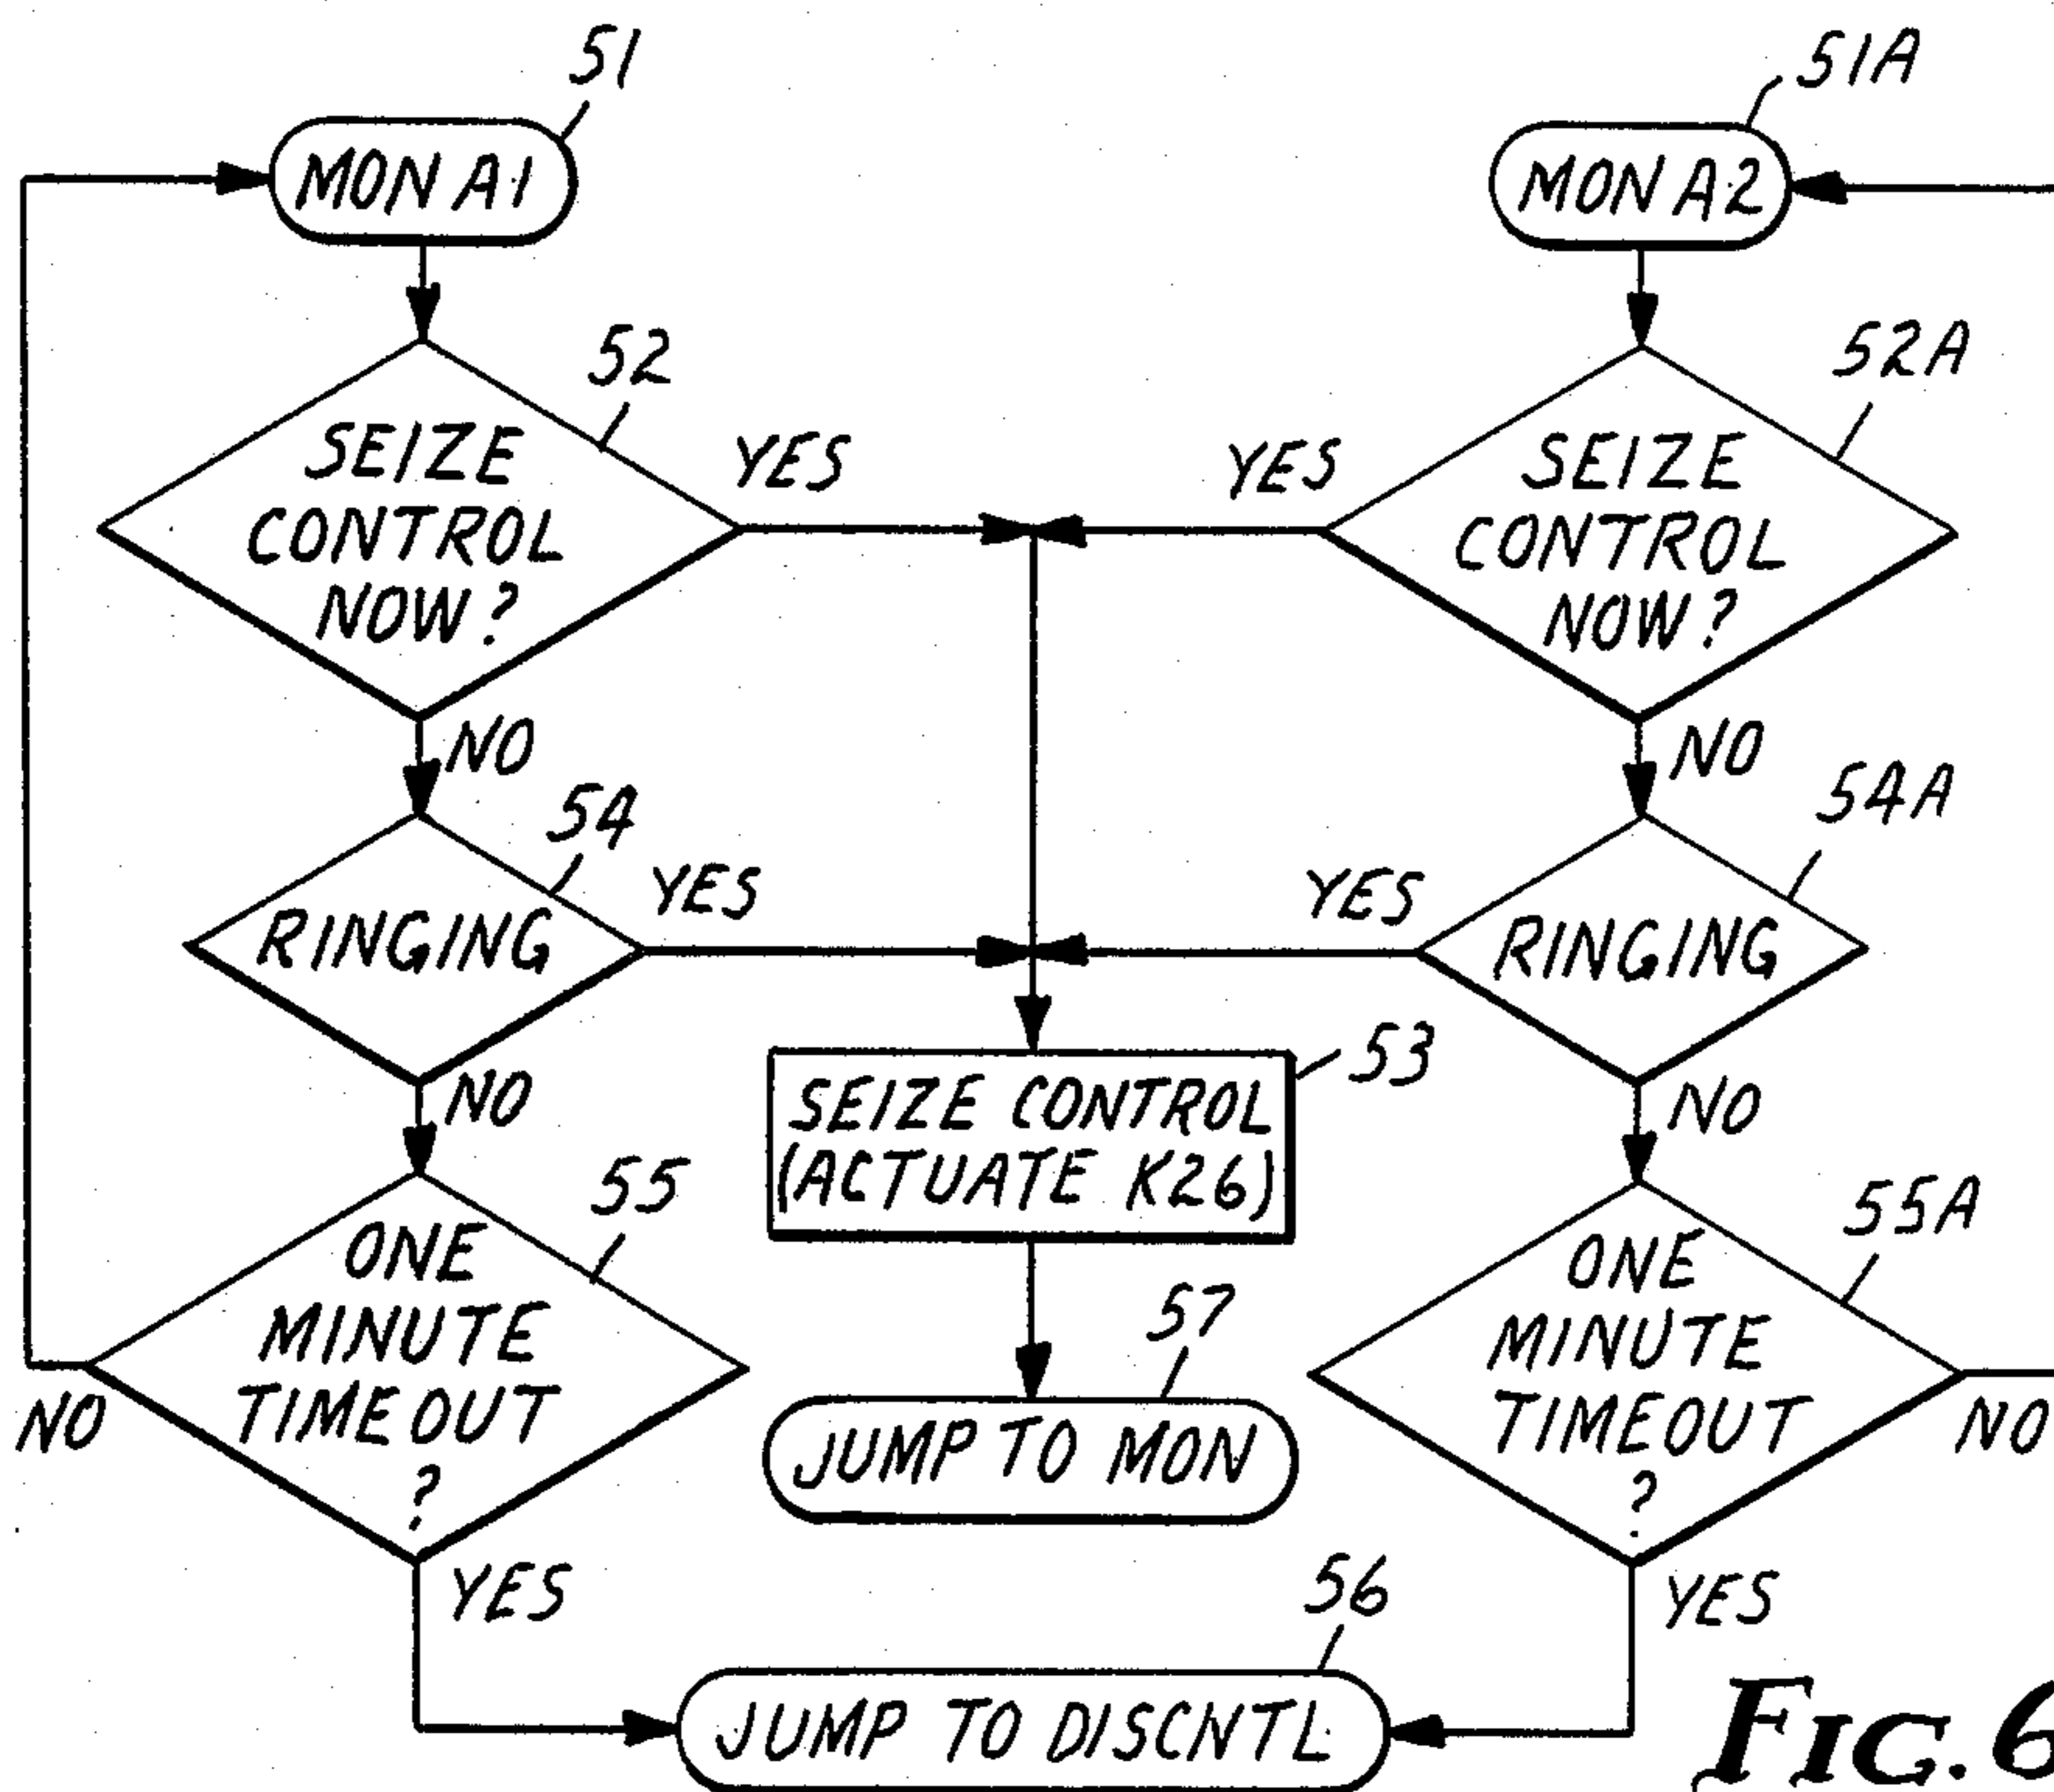 51
51A
MON A1
MON A2
52
52A
SEIZE
CONTROL
NOW?
YES
YES
SEIZE
CONTROL
NOW?
NO
NO
54
54A
RINGING
YES
YES
RINGING
NO
NO
53
SEIZE CONTROL
(ACTUATE K26)
55
55A
ONE
MINUTE
TIMEOUT
?
NO
57
JUMP TO MON
ONE
MINUTE
TIMEOUT
?
NO
YES
YES
56
JUMP TO DISCNTL
FIG. 6